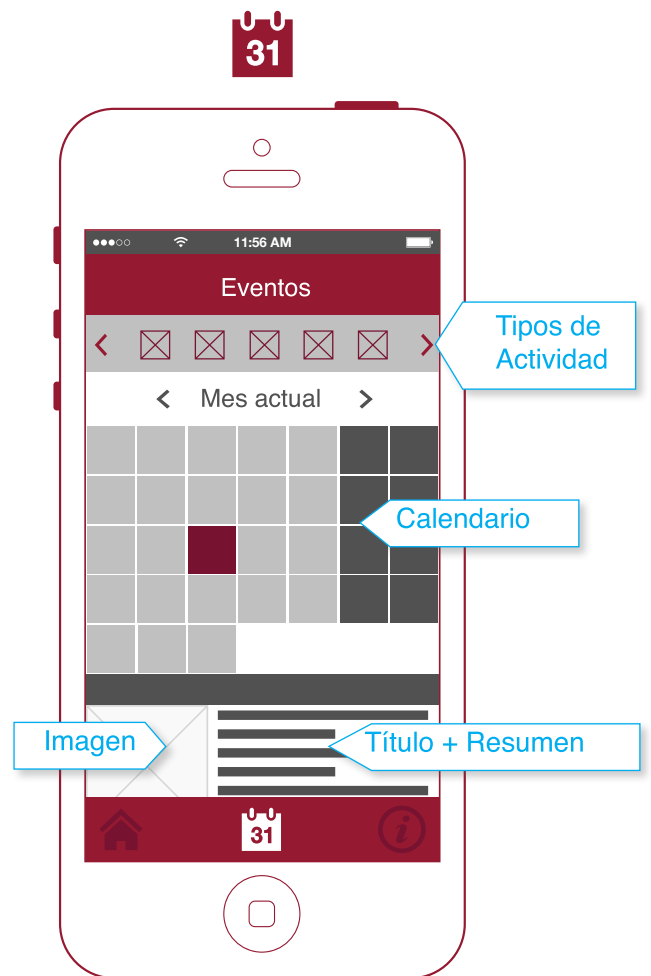 31
11:56 AM
Eventos
Tipos de
Actividad
Mes actual
Calendario
Imagen
Título + Resumen
31
i